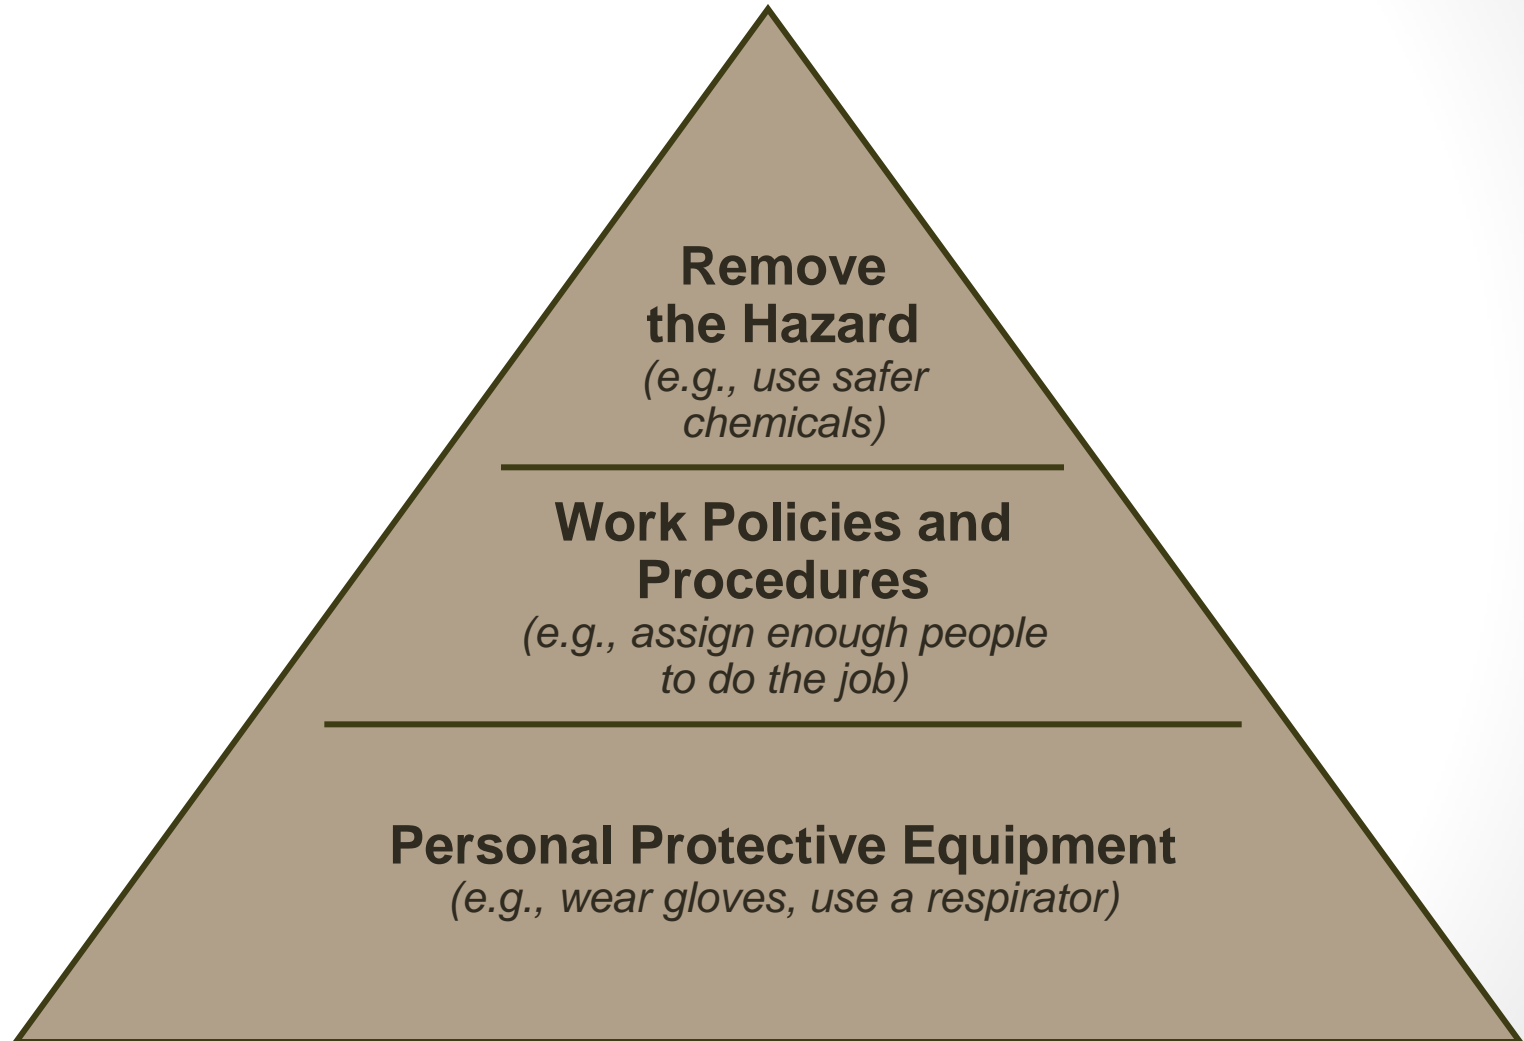 Remove
the Hazard
(e.g., use safer
chemicals)
Work Policies and
Procedures
(e.g., assign enough people
to do the job)
Personal Protective Equipment
(e.g., wear gloves, use a respirator)